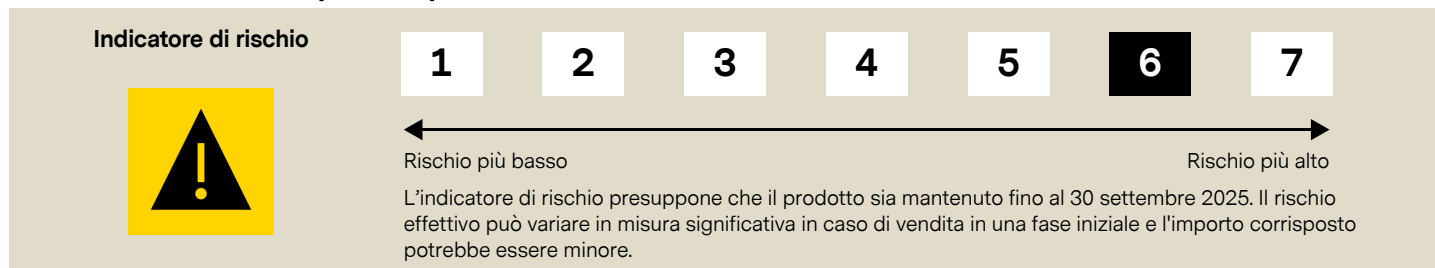 Indicatore di rischio
1 2 3 4 5 6 7
Rischio più basso Rischio più alto
L'indicatore di rischio presuppone che il prodotto sia mantenuto fino al 30 settembre 2025. Il rischio
effettivo può variare in misura significativa in caso di vendita in una fase iniziale e l'importo corrisposto
potrebbe essere minore.